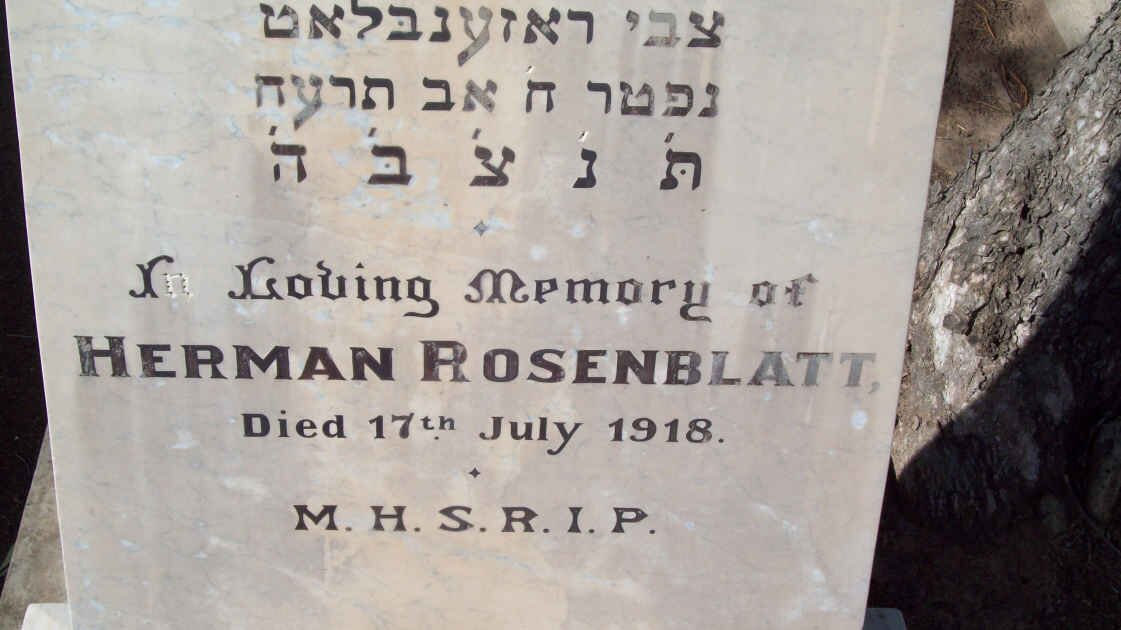 צבי ראזענבלאט
נפטר ח׳ אב תרעח
ת׳ נ׳ צ׳ ב׳ ה׳
In Loving Memory of
HERMAN ROSENBLATT,
Died 17th July 1918.
M. H. S. R. I. P.